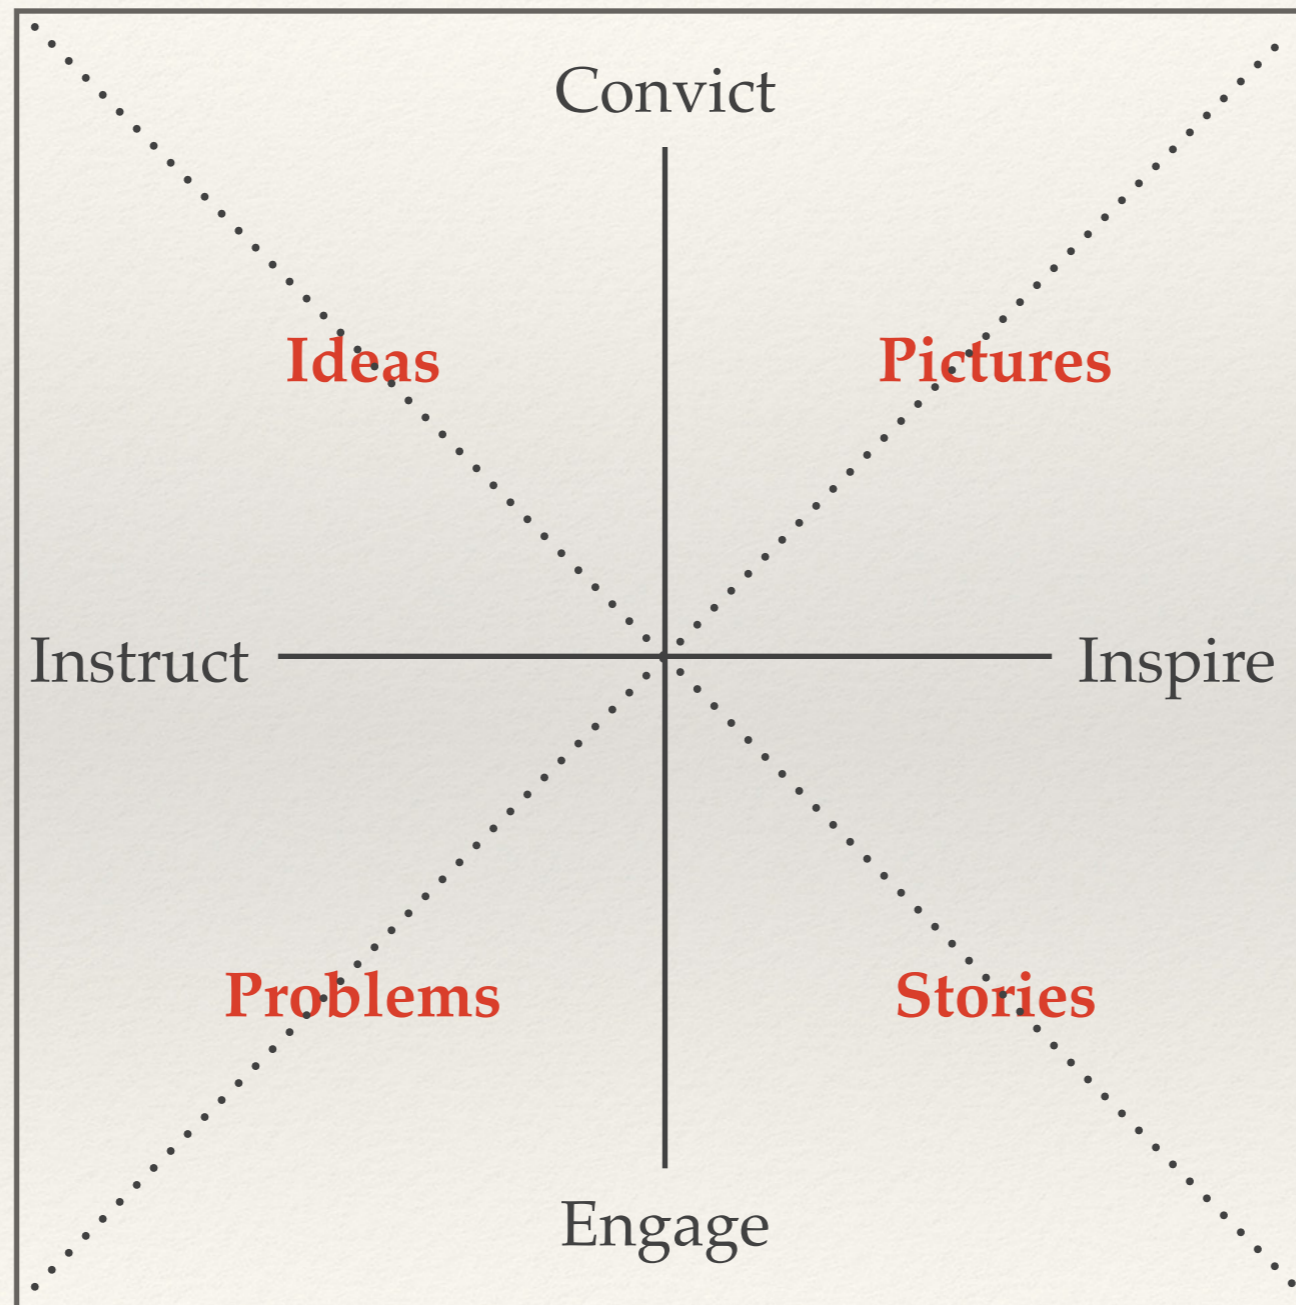 Convict
Ideas
Pictures
Instruct
Inspire
Problems
Stories
Engage